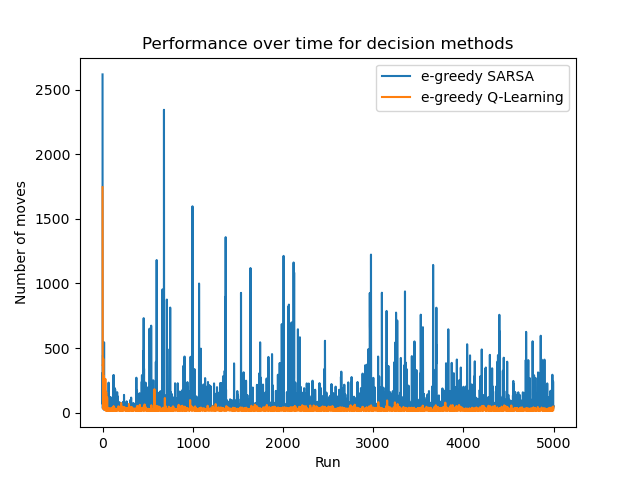 Performance over time for decision methods
e-greedy SARSA
e-greedy Q-Learning
Number of moves
2500
2000
1500
1000
500
0
0 1000 2000 3000 4000 5000
Run